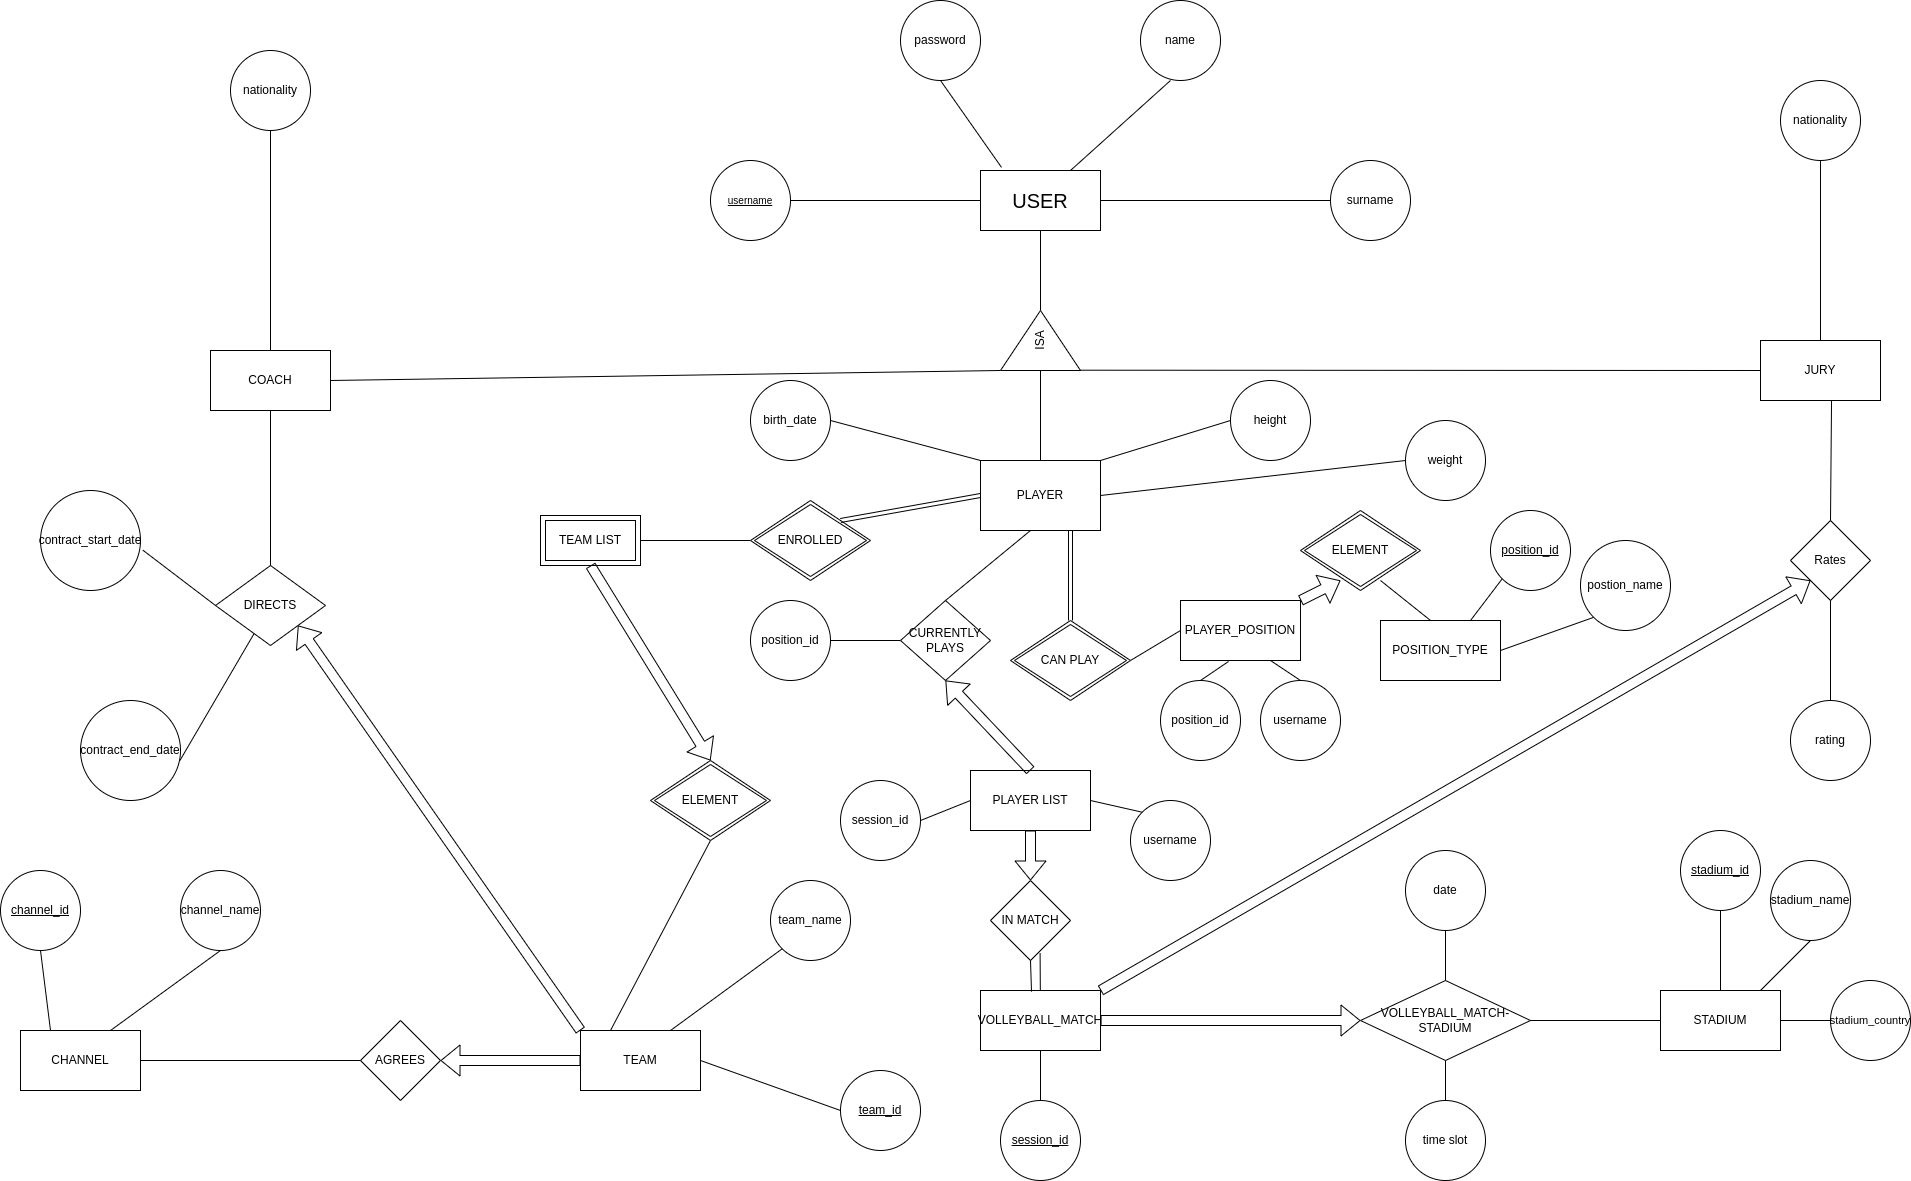 password
name
nationality
nationality
username
USER
surname
ISA
COACH
JURY
birth_date
height
weight
PLAYER
contract_start_date
TEAM LIST
ENROLLED
ELEMENT
position_id
Rates
postion_name
DIRECTS
position_id
CURRENTLY
PLAYS
CAN PLAY
PLAYER_POSITION
POSITION_TYPE
position_id
username
rating
contract_end_date
ELEMENT
session_id
PLAYER LIST
username
channel_id
channel_name
team_name
IN MATCH
date
stadium_id
stadium_name
CHANNEL
AGREES
TEAM
VOLLEYBALL_MATCH
VOLLEYBALL_MATCH-
STADIUM
STADIUM
stadium_country
team_id
session_id
time slot